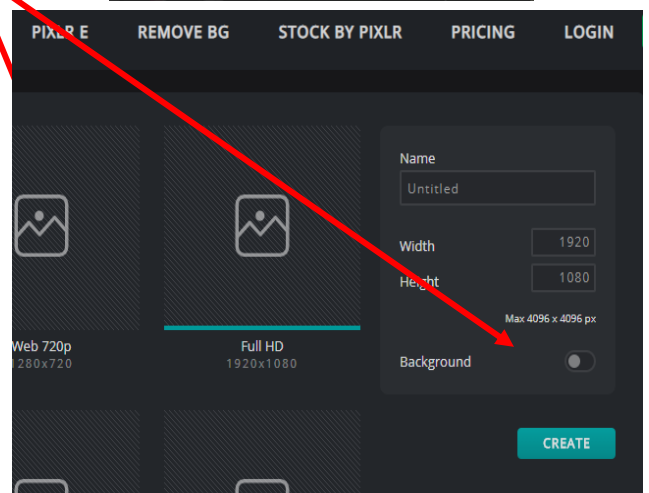 PIXLR E REMOVE BG STOCK BY PIXLR PRICING LOGIN
Name
Untitled
Width 1920
Height 1080
Max 4096 x 4096 px
Web 720p Full HD
1280x720 1920x1080
Background
CREATE